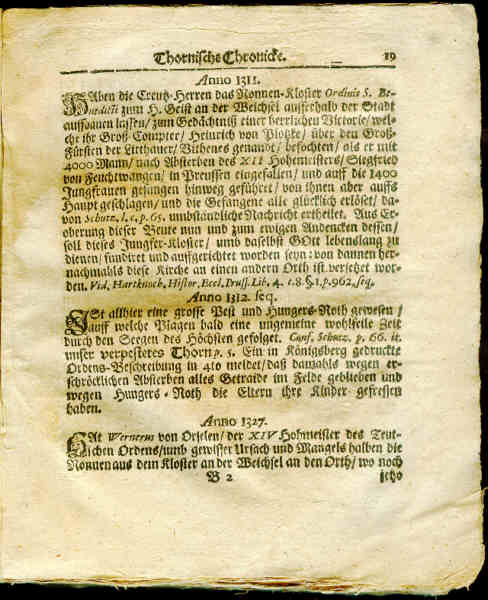 Thornische Chronicke. 19
Anno 1311.
HAben die Creutz-Herren das Nonnen-Kloster Ordinis S. Be-
nedicti zum H. Geist an der Weichsel ausserhalb der Stadt
aufbauen lassen/ zum Gedächtniß einer herrlichen Victorie/ wel-
che ihr Groß-Compter/ Heinrich von Plotzke/ über den Groß-
Fürsten der Litthauer/ Vithenes genandt/ befochten/ als er mit
4000 Mann/ nach Absterben des XII Hohemeisters/ Siegfried
von Feuchtwangen/ in Preussen eingefallen/ und auff die 1400
Jungfrauen gefangen hinweg geführet/ von ihnen aber auffs
Haupt geschlagen/ und die Gefangene alle glücklich erlöset/ da-
von Schutz. l. c. p. 65. umbständliche Nachricht ertheilet. Aus Er-
oberung dieser Beute nun und zum ewigen Andencken dessen/
soll dieses Jungfer-Kloster/ umb daselbst GOtt lebenslang zu
dienen/ fundiret und auffgerichtet worden seyn: von dannen her-
nachmahls diese Kirche an einen andern Orth ist versetzet wor-
den. Vid. Hartknoch. Histor. Eccl. Pruss. Lib. 4. c. 8. §. 1. p. 962. seq.
Anno 1312. seq.
ISt allhier eine grosse Pest und Hungers-Noth gewesen/
auff welche Plagen bald eine ungemeine wohlfeile Zeit
durch den Seegen des Höchsten gefolget. Conf. Schutz. p. 66. it.
unser verpestetes Thorn p. 5. Ein in Königsberg gedruckte
Ordens-Beschreibung in 4to meldet/ daß damahls wegen er-
schröcklichen Absterben alles Getraide im Felde geblieben und
wegen Hungers-Noth die Eltern ihre Kinder gefressen
haben.
Anno 1327.
HAt Wernerus von Orselen/ der XIV Hohmeister des Teut-
schen Ordens/ umb gewisser Ursach und Mangels halben die
Nonnen aus dem Kloster an der Weichsel an den Orth/ wo noch
B 2 jetzo